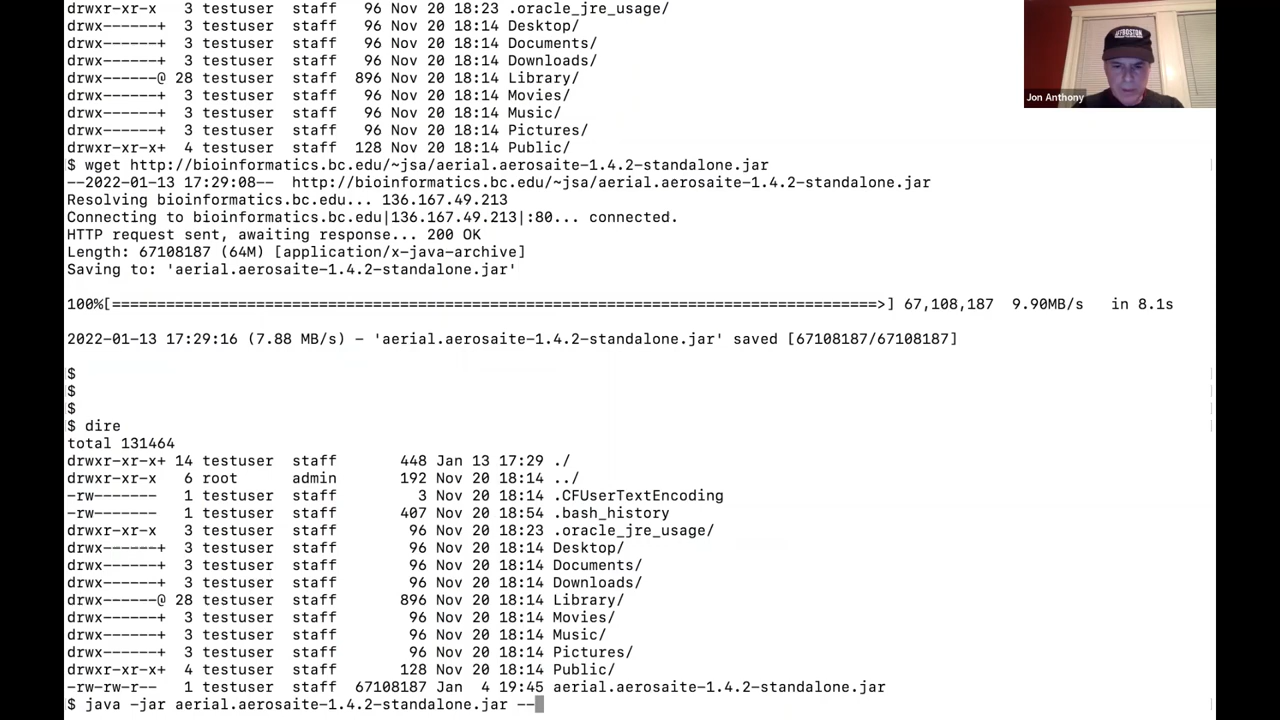 drwxr-xr-x   3 testuser  staff   96 Nov 20 18:23 .oracle_jre_usage/
drwx------+  3 testuser  staff   96 Nov 20 18:14 Desktop/
drwx------+  3 testuser  staff   96 Nov 20 18:14 Documents/
drwx------+  3 testuser  staff   96 Nov 20 18:14 Downloads/
drwx------@ 28 testuser  staff  896 Nov 20 18:14 Library/
drwx------+  3 testuser  staff   96 Nov 20 18:14 Movies/
drwx------+  3 testuser  staff   96 Nov 20 18:14 Music/
drwx------+  3 testuser  staff   96 Nov 20 18:14 Pictures/
drwxr-xr-x+  4 testuser  staff  128 Nov 20 18:14 Public/
$ wget http://bioinformatics.bc.edu/~jsa/aerial.aerosaite-1.4.2-standalone.jar
--2022-01-13 17:29:08--  http://bioinformatics.bc.edu/~jsa/aerial.aerosaite-1.4.2-standalone.jar
Resolving bioinformatics.bc.edu... 136.167.49.213
Connecting to bioinformatics.bc.edu|136.167.49.213|:80... connected.
HTTP request sent, awaiting response... 200 OK
Length: 67108187 (64M) [application/x-java-archive]
Saving to: 'aerial.aerosaite-1.4.2-standalone.jar'
100%[=====================================================================================>] 67,108,187  9.90MB/s   in 8.1s
2022-01-13 17:29:16 (7.88 MB/s) - 'aerial.aerosaite-1.4.2-standalone.jar' saved [67108187/67108187]
$
$
$
$ dire
total 131464
drwxr-xr-x+ 14 testuser  staff       448 Jan 13 17:29 ./
drwxr-xr-x   6 root      admin       192 Nov 20 18:14 ../
-rw-------   1 testuser  staff         3 Nov 20 18:14 .CFUserTextEncoding
-rw-------   1 testuser  staff       407 Nov 20 18:54 .bash_history
drwxr-xr-x   3 testuser  staff        96 Nov 20 18:23 .oracle_jre_usage/
drwx------+  3 testuser  staff        96 Nov 20 18:14 Desktop/
drwx------+  3 testuser  staff        96 Nov 20 18:14 Documents/
drwx------+  3 testuser  staff        96 Nov 20 18:14 Downloads/
drwx------@ 28 testuser  staff       896 Nov 20 18:14 Library/
drwx------+  3 testuser  staff        96 Nov 20 18:14 Movies/
drwx------+  3 testuser  staff        96 Nov 20 18:14 Music/
drwx------+  3 testuser  staff        96 Nov 20 18:14 Pictures/
drwxr-xr-x+  4 testuser  staff       128 Nov 20 18:14 Public/
-rw-rw-r--   1 testuser  staff  67108187 Jan  4 19:45 aerial.aerosaite-1.4.2-standalone.jar
$ java -jar aerial.aerosaite-1.4.2-standalone.jar --
Jon Anthony